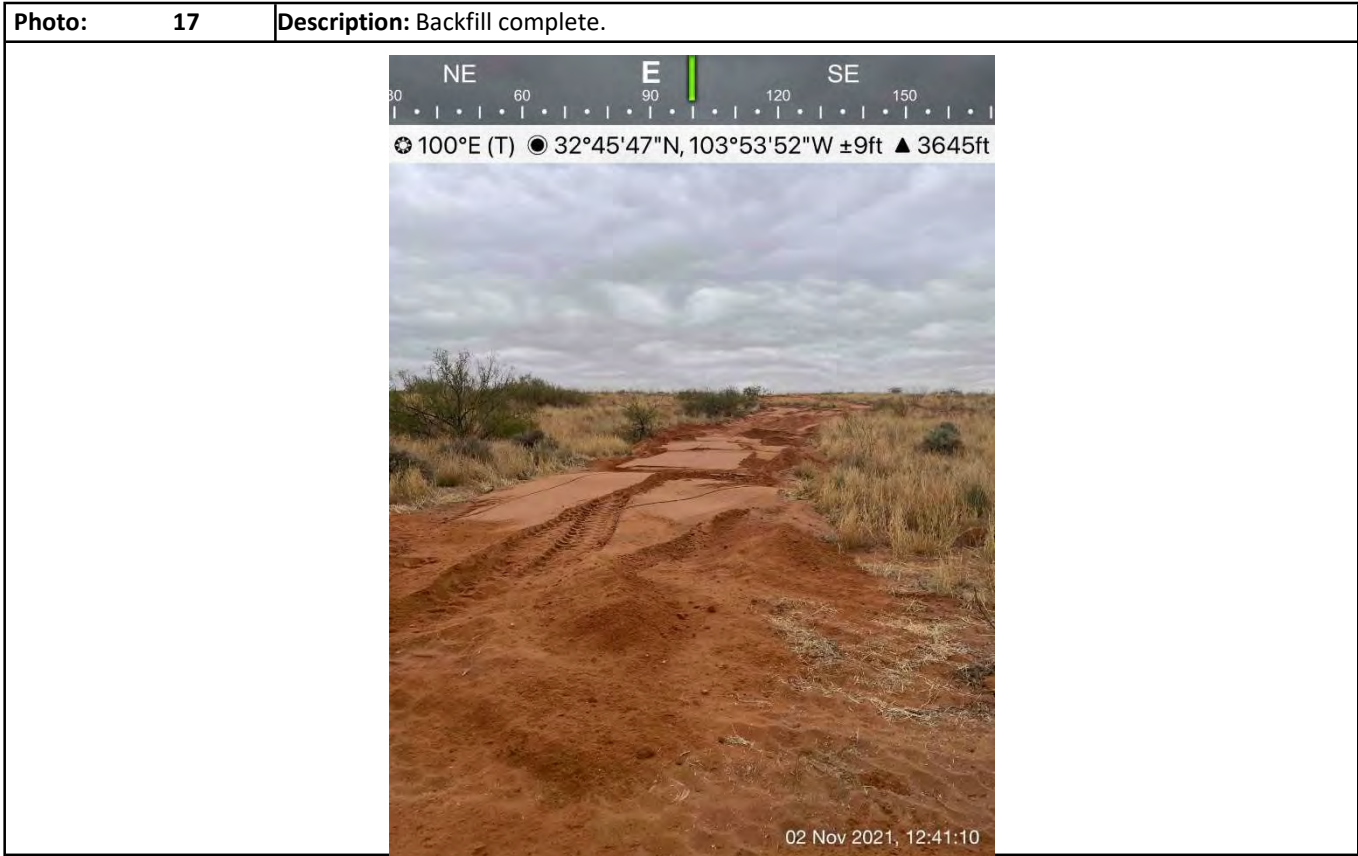 Photo: 17 Description: Backfill complete.
NE E SE
30 60 90 120 150
100°E (T) 32°45'47"N, 103°53'52"W ±9ft ▲ 3645ft
02 Nov 2021, 12:41:10